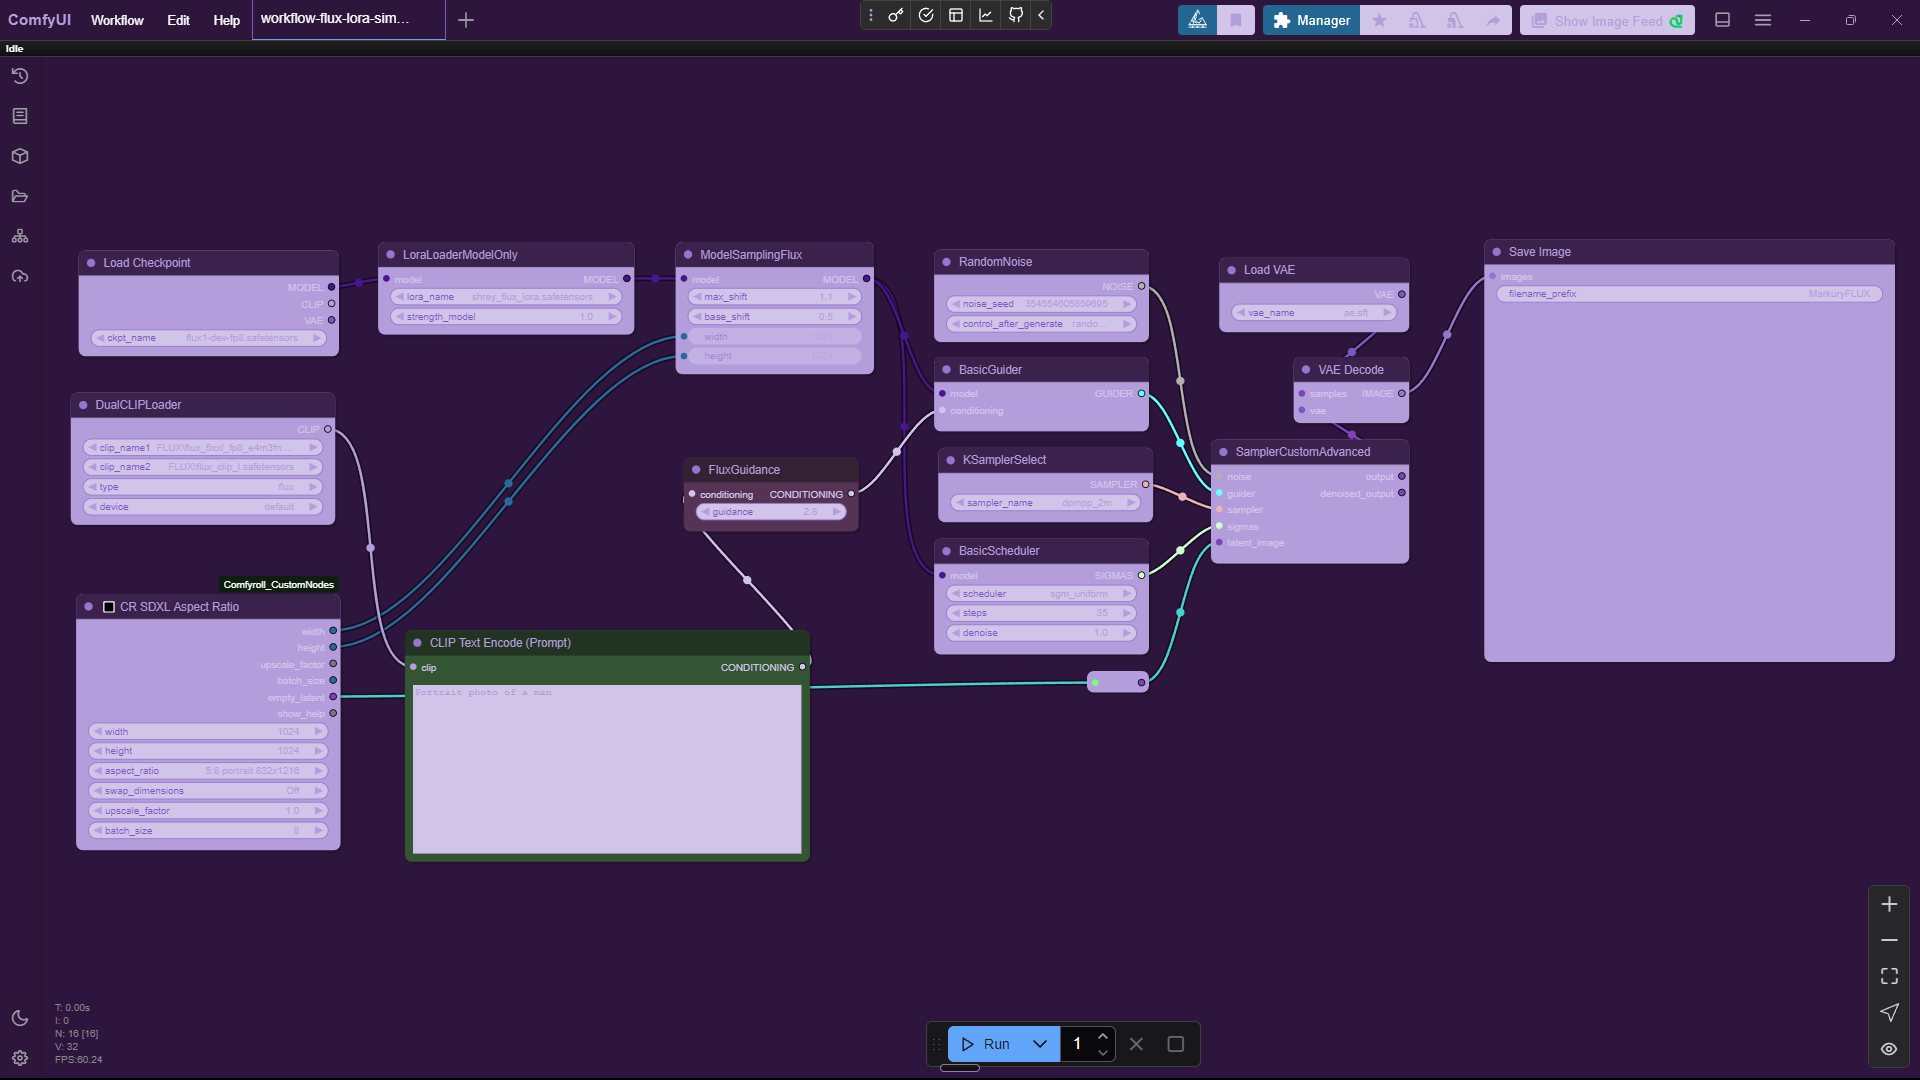 ComfyUI Workflow Edit Help workflow-flux-lora-sim...
Manager
Show Image Feed
Idle
Load Checkpoint
MODEL
CLIP
VAE
ckpt_name flux1-dev-fp8.safetensors
LoraLoaderModelOnly
model MODEL
lora_name shrey_flux_lora.safetensors
strength_model 1.0
ModelSamplingFlux
model MODEL
max_shift 1.1
base_shift 0.5
width 1024
height 1024
RandomNoise
NOISE
noise_seed
control_after_generate rando...
Load VAE
VAE
vae_name ae.sft
Save Image
images
filename_prefix MarkuryFLUX
BasicGuider
model GUIDER
conditioning
VAE Decode
samples IMAGE
vae
DualCLIPLoader
CLIP
clip_name1 FLUX\flux_5xxl_fp8_e4m3fn...
clip_name2 FLUX\flux_clip_l.safetensors
type flux
device default
FluxGuidance
conditioning CONDITIONING
guidance 2.8
KSamplerSelect
SAMPLER
sampler_name dpmpp_2m
SamplerCustomAdvanced
noise output
guider denoised_output
sampler
sigmas
latent_image
BasicScheduler
model SIGMAS
scheduler sgm_uniform
steps 35
denoise 1.0
Comfyroll_CustomNodes
CR SDXL Aspect Ratio
width
height
upscale_factor
batch_size
empty_latent
show_help
width 1024
height 1024
aspect_ratio 5:8 portrait 832x1216
swap_dimensions Off
upscale_factor 1.0
batch_size 8
CLIP Text Encode (Prompt)
clip CONDITIONING
Portrait photo of a man
T: 0.00s
I: 0
N: 16 [16]
V: 32
FPS:60.24
Run 1